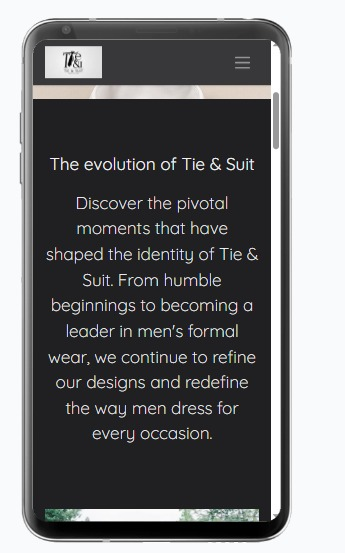 Tie
&
The evolution of Tie & Suit
Discover the pivotal
moments that have
shaped the identity of Tie &
Suit. From humble
beginnings to becoming a
leader in men's formal
wear, we continue to refine
our designs and redefine
the way men dress for
every occasion.